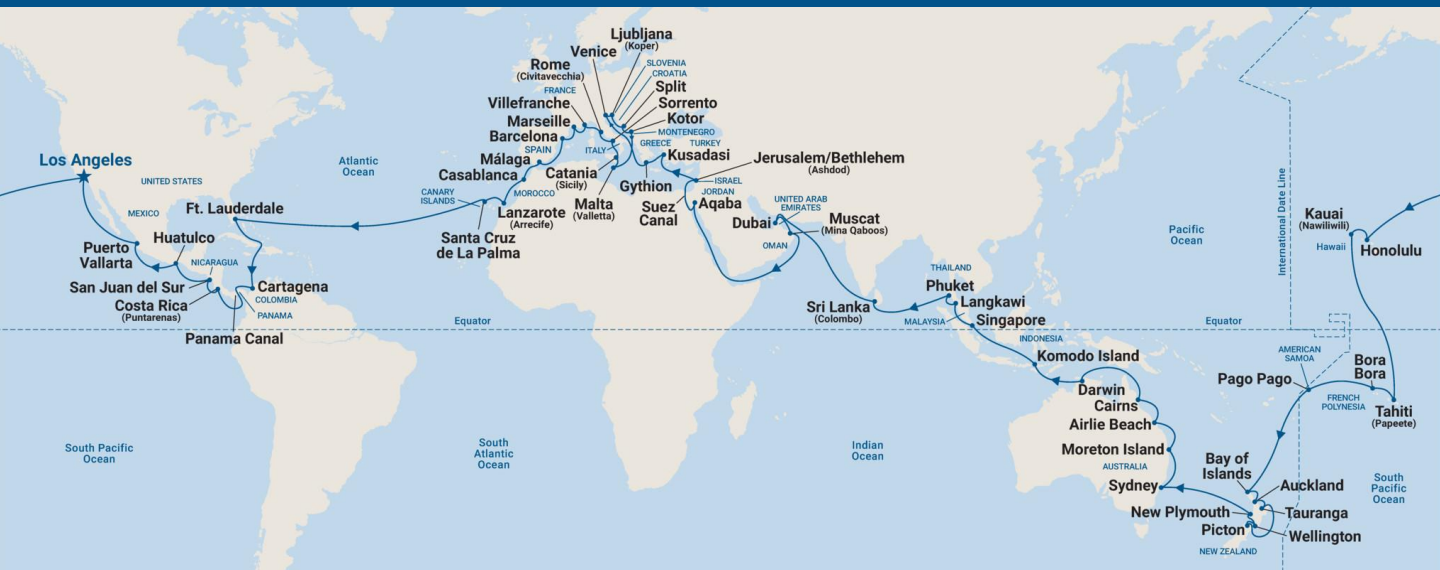 Ljubljana
(Koper)
Venice
Rome
(Civitavecchia)
SLOVENIA
CROATIA
FRANCE
Split
Villefranche
Sorrento
Marseille
Kotor
Barcelona
MONTENEGRO
SPAIN
ITALY
GREECE
TURKEY
Kusadasi
Málaga
Casablanca
Catania
(Sicily)
Gythion
Jerusalem/Bethlehem
(Ashdod)
ISRAEL
JORDAN
Los Angeles
UNITED STATES
Atlantic
Ocean
CANARY
ISLANDS
MOROCCO
Lanzarote
(Arrecife)
Malta
(Valletta)
Suez
Canal
Aqaba
UNITED ARAB
EMIRATES
Dubai
Muscat
(Mina Qaboos)
OMAN
MEXICO
Ft. Lauderdale
Santa Cruz
de La Palma
Puerto
Vallarta
Huatulco
NICARAGUA
San Juan del Sur
Costa Rica
(Puntarenas)
Cartagena
COLOMBIA
PANAMA
Panama Canal
Equator
THAILAND
Phuket
Langkawi
Sri Lanka
(Colombo)
MALAYSIA
Singapore
INDONESIA
Komodo Island
Pacific
Ocean
International Date Line
Kauai
(Nawiliwili)
Hawaii
Honolulu
Equator
AMERICAN
SAMOA
Pago Pago
Bora
Bora
FRENCH
POLYNESIA
Tahiti
(Papeete)
Darwin
Cairns
Airlie Beach
Moreton Island
AUSTRALIA
Sydney
South Pacific
Ocean
South
Atlantic
Ocean
Indian
Ocean
Bay of
Islands
Auckland
Tauranga
New Plymouth
Picton
Wellington
NEW ZEALAND
South
Pacific
Ocean